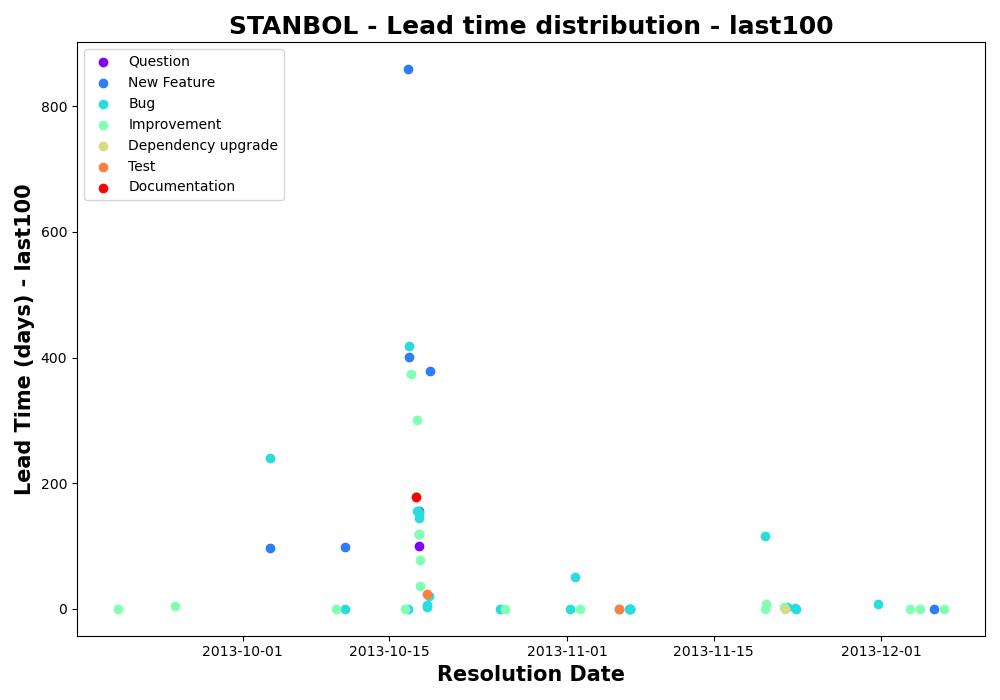 STANBOL - Lead time distribution - last100
Question
New Feature
Bug
Improvement
Dependency upgrade
Test
Documentation
800
600
400
200
0
Lead Time (days) - last100
2013-10-01
2013-10-15
2013-11-01
2013-11-15
2013-12-01
Resolution Date